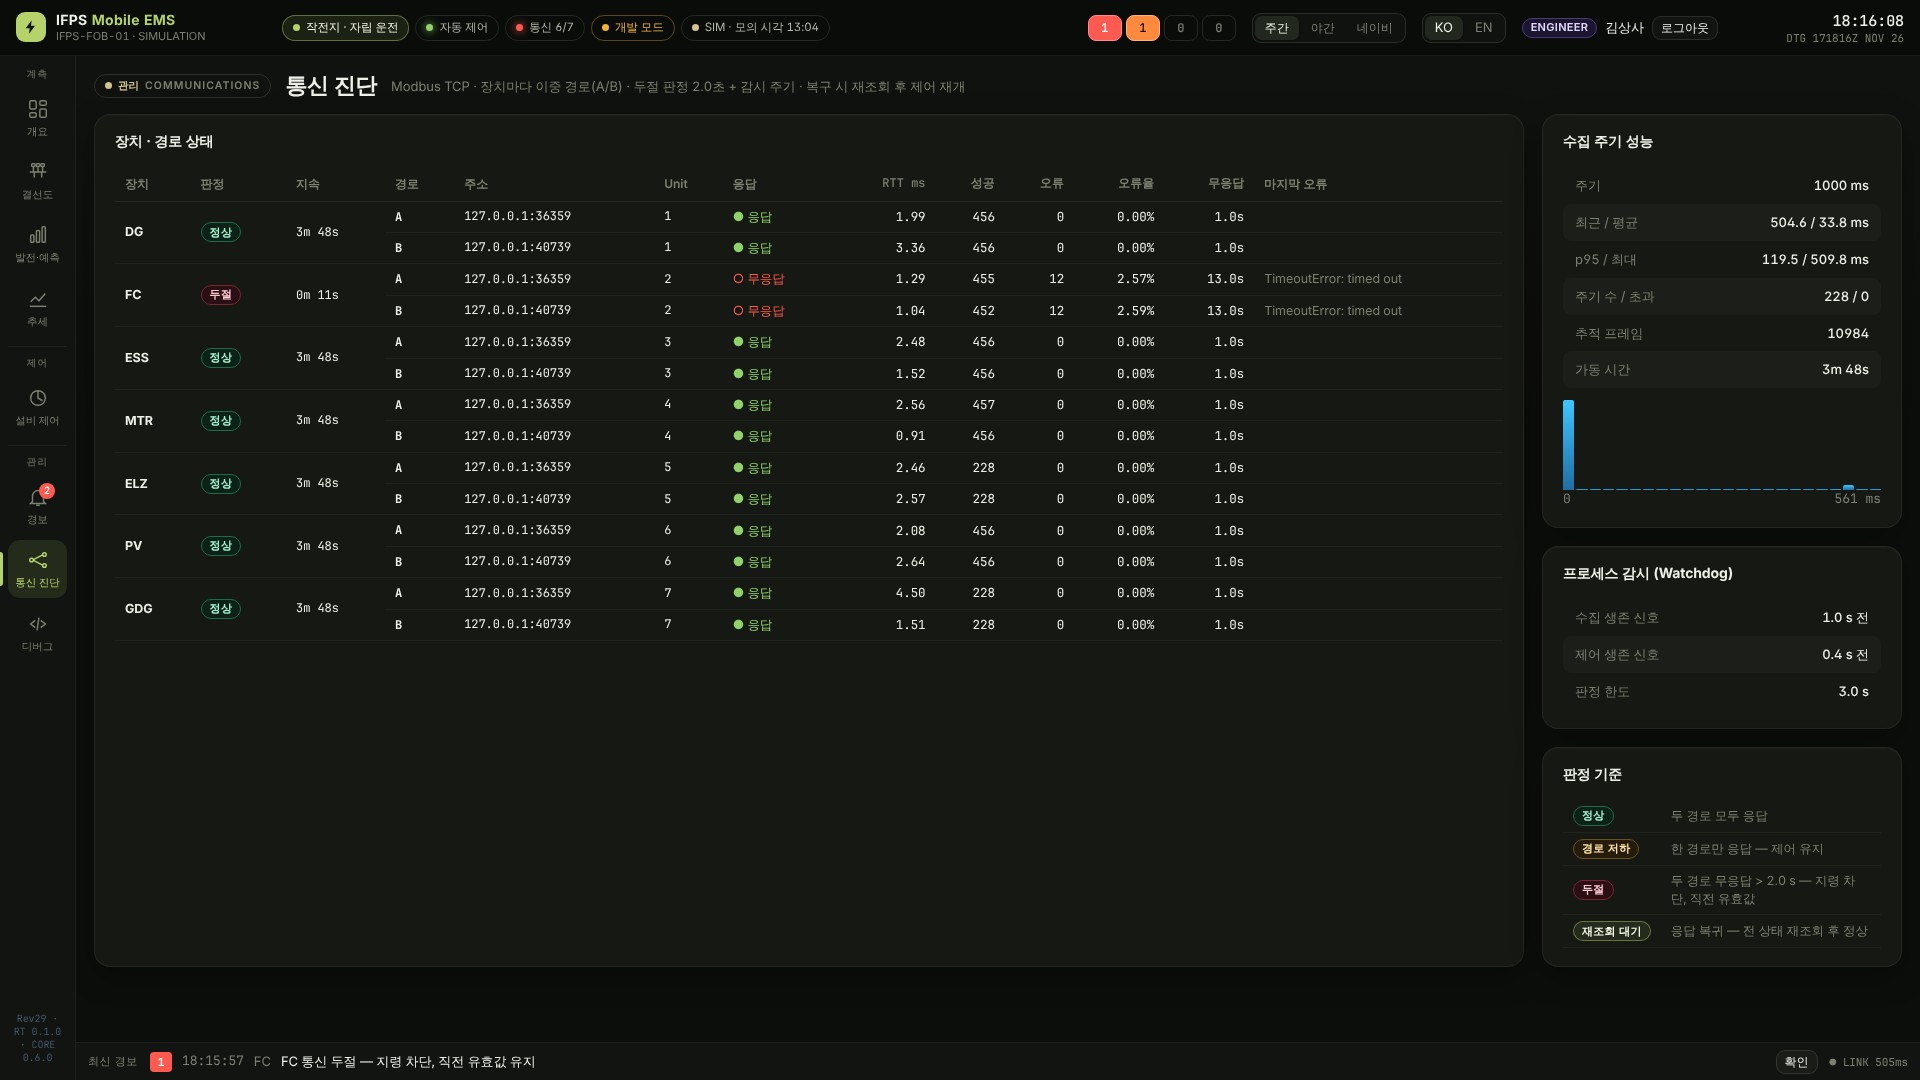 IFPS Mobile EMS
IFPS-FOB-01 · SIMULATION
작전지 · 자립 운전
자동 제어
통신 6/7
개발 모드
SIM · 모의 시각 13:04
1 1 0 0
주간 야간 네이비
KO EN
ENGINEER 김상사 로그아웃
18:16:08
DTG 171816Z NOV 26
계측
개요
결선도
발전·예측
추세
제어
설비 제어
관리
2
경보
통신 진단
디버그
Rev29 ·
RT 0.1.0
· CORE
0.6.0
관리 COMMUNICATIONS
통신 진단
Modbus TCP · 장치마다 이중 경로(A/B) · 두절 판정 2.0초 + 감시 주기 · 복구 시 재조회 후 제어 재개
장치 · 경로 상태
장치 판정 지속 경로 주소 Unit 응답 RTT ms 성공 오류 오류율 무응답 마지막 오류
DG 정상 3m 48s
A 127.0.0.1:36359 1 응답 1.99 456 0 0.00% 1.0s
B 127.0.0.1:40739 1 응답 3.36 456 0 0.00% 1.0s
FC 두절 0m 11s
A 127.0.0.1:36359 2 무응답 1.29 455 12 2.57% 13.0s TimeoutError: timed out
B 127.0.0.1:40739 2 무응답 1.04 452 12 2.59% 13.0s TimeoutError: timed out
ESS 정상 3m 48s
A 127.0.0.1:36359 3 응답 2.48 456 0 0.00% 1.0s
B 127.0.0.1:40739 3 응답 1.52 456 0 0.00% 1.0s
MTR 정상 3m 48s
A 127.0.0.1:36359 4 응답 2.56 457 0 0.00% 1.0s
B 127.0.0.1:40739 4 응답 0.91 456 0 0.00% 1.0s
ELZ 정상 3m 48s
A 127.0.0.1:36359 5 응답 2.46 228 0 0.00% 1.0s
B 127.0.0.1:40739 5 응답 2.57 228 0 0.00% 1.0s
PV 정상 3m 48s
A 127.0.0.1:36359 6 응답 2.08 456 0 0.00% 1.0s
B 127.0.0.1:40739 6 응답 2.64 456 0 0.00% 1.0s
GDG 정상 3m 48s
A 127.0.0.1:36359 7 응답 4.50 228 0 0.00% 1.0s
B 127.0.0.1:40739 7 응답 1.51 228 0 0.00% 1.0s
수집 주기 성능
주기 1000 ms
최근 / 평균 504.6 / 33.8 ms
p95 / 최대 119.5 / 509.8 ms
주기 수 / 초과 228 / 0
추적 프레임 10984
가동 시간 3m 48s
0 561 ms
프로세스 감시 (Watchdog)
수집 생존 신호 1.0 s 전
제어 생존 신호 0.4 s 전
판정 한도 3.0 s
판정 기준
정상 두 경로 모두 응답
경로 저하 한 경로만 응답 — 제어 유지
두절 두 경로 무응답 > 2.0 s — 지령 차
단, 직전 유효값
재조회 대기 응답 복귀 — 전 상태 재조회 후 정상
최신 경보 1 18:15:57 FC FC 통신 두절 — 지령 차단, 직전 유효값 유지
확인 LINK 505ms